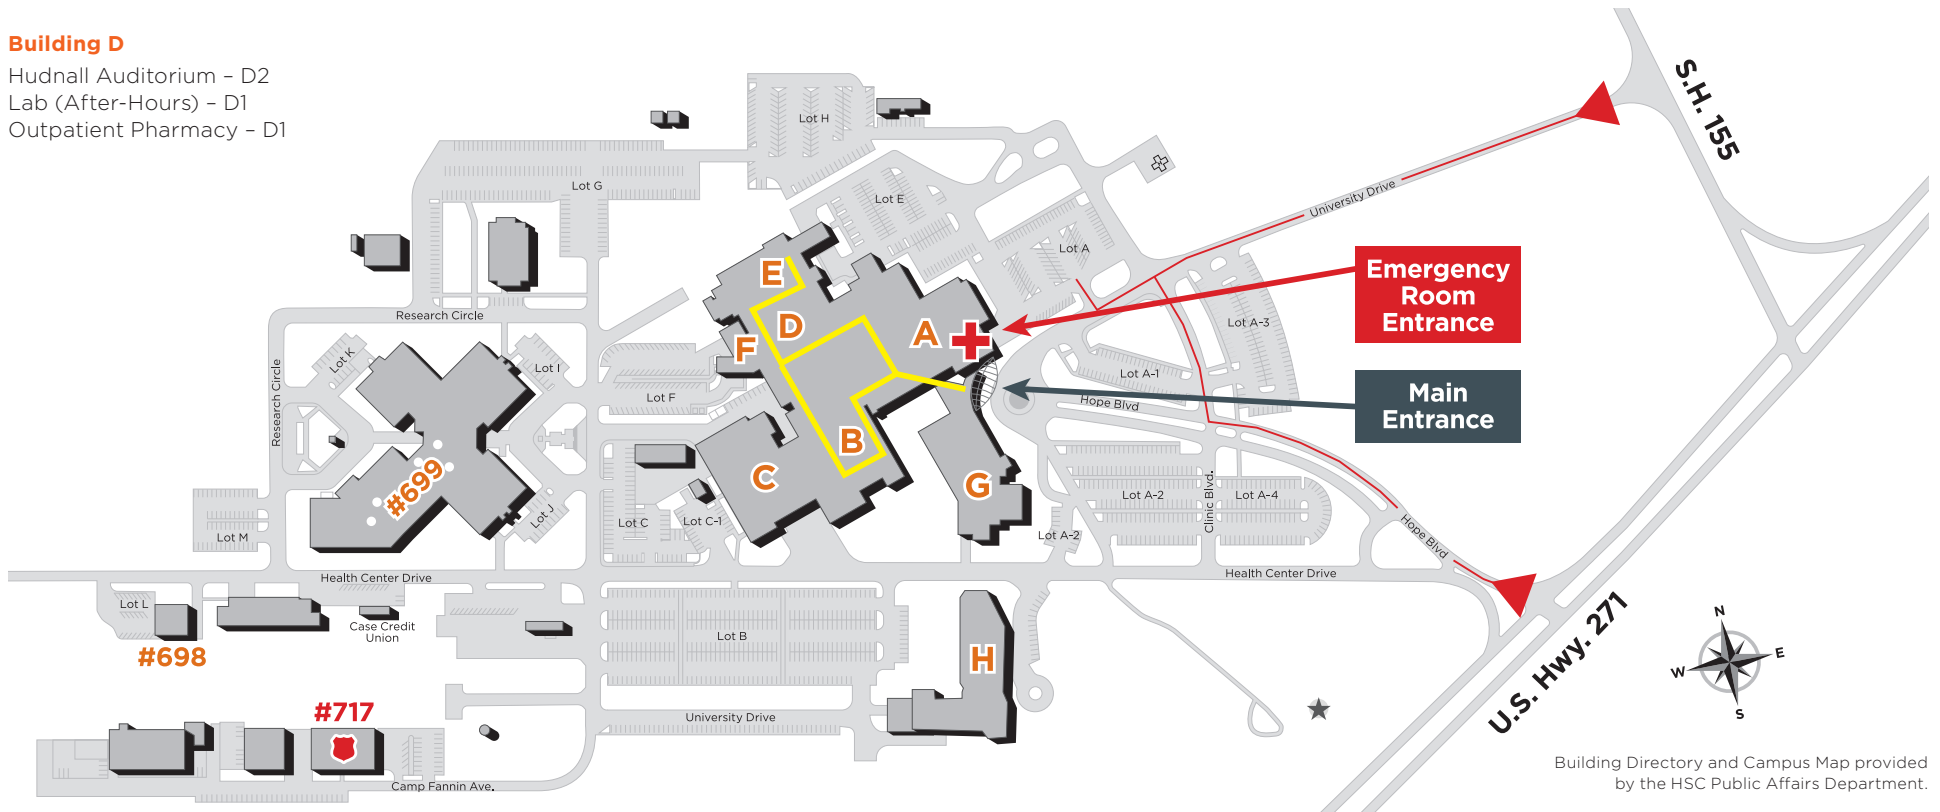 Building D
Hudnall Auditorium – D2
Lab (After-Hours) – D1
Outpatient Pharmacy – D1
S.H. 155
Lot H
Lot G
Lot E
University Drive
Lot A
Emergency
Room
Entrance
E
D
A
F
Research Circle
Lot A-3
Lot K
Lot I
Research Circle
Lot F
Lot A-1
Hope Blvd
Main
Entrance
B
C
G
#699
Lot J
Lot M
Lot C
Lot C-1
Lot A-2
Clinic Blvd.
Lot A-4
Lot A-2
Hope Blvd
Health Center Drive
Health Center Drive
Lot L
Case Credit
Union
Lot B
#698
H
U.S. Hwy. 271
N
E
W
S
#717
University Drive
Camp Fannin Ave.
Building Directory and Campus Map provided
by the HSC Public Affairs Department.